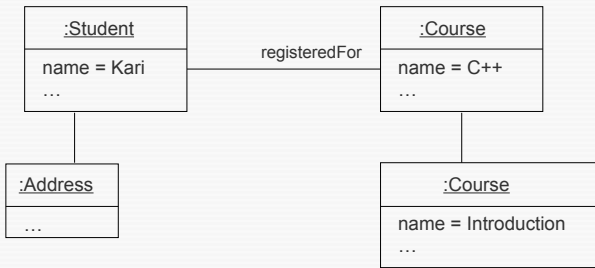 :Student
name = Kari
…
registeredFor
:Course
name = C++
…
:Address
…
:Course
name = Introduction
…